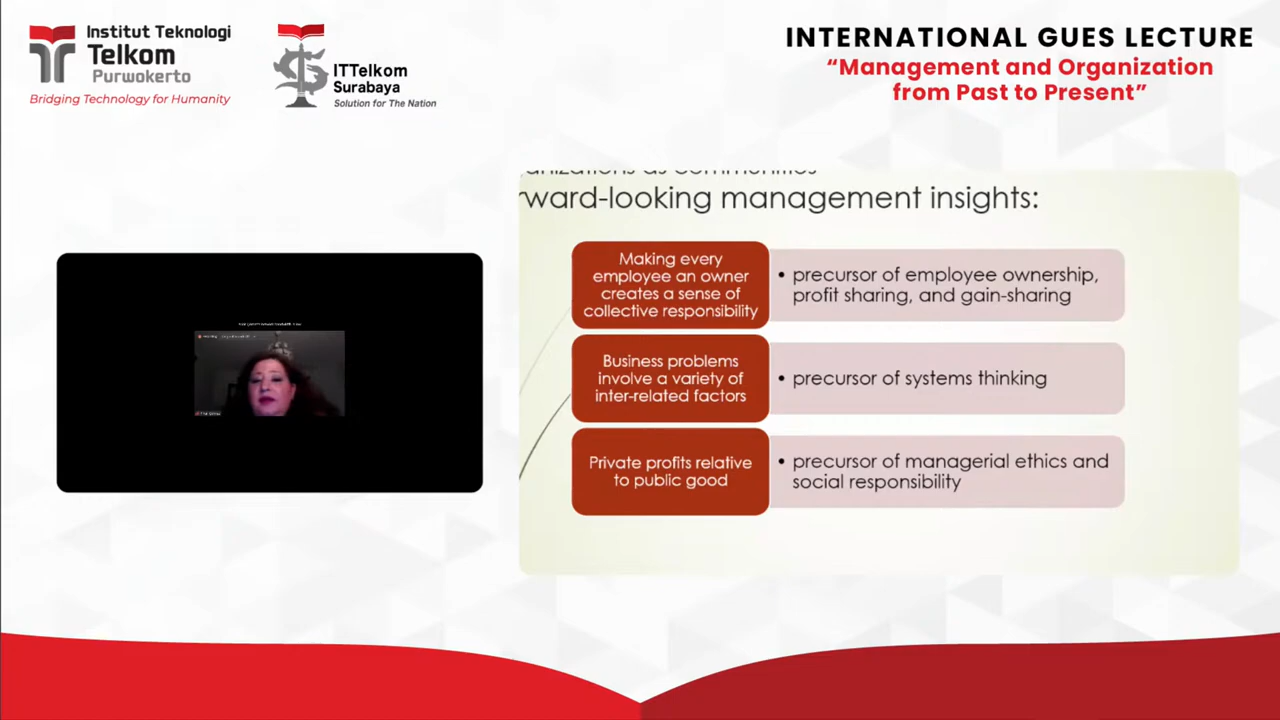 Institut Teknologi
Telkom
Purwokerto
Bridging Technology for Humanity
ITTelkom
Surabaya
Solution for The Nation
INTERNATIONAL GUES LECTURE
“Management and Organization
from Past to Present”
anizations as communities
rward-looking management insights:
Making every
employee an owner
creates a sense of
collective responsibility
• precursor of employee ownership,
profit sharing, and gain-sharing
Business problems
involve a variety of
inter-related factors
• precursor of systems thinking
Private profits relative
to public good
• precursor of managerial ethics and
social responsibility